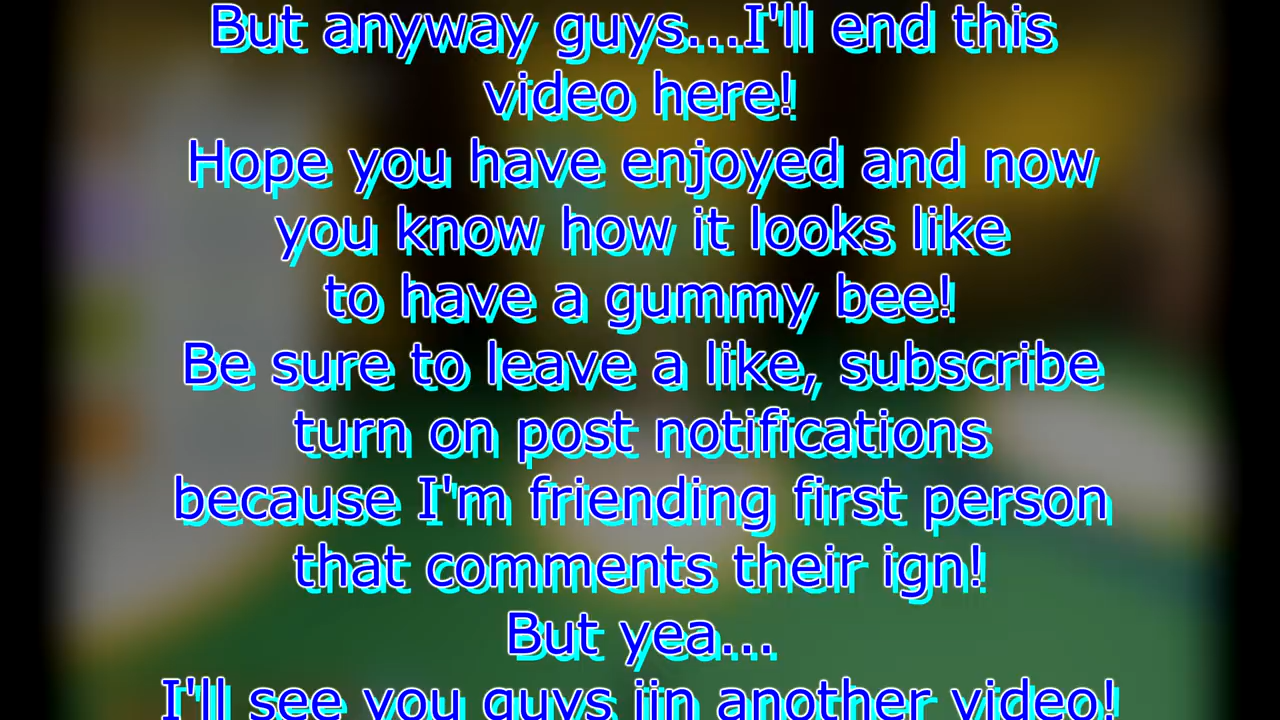 But anyway guys...I'll end this
video here!
Hope you have enjoyed and now
you know how it looks like
to have a gummy bee!
Be sure to leave a like, subscribe
turn on post notifications
because I'm friending first person
that comments their ign!
But yea...
I'll see you guys iin another video!